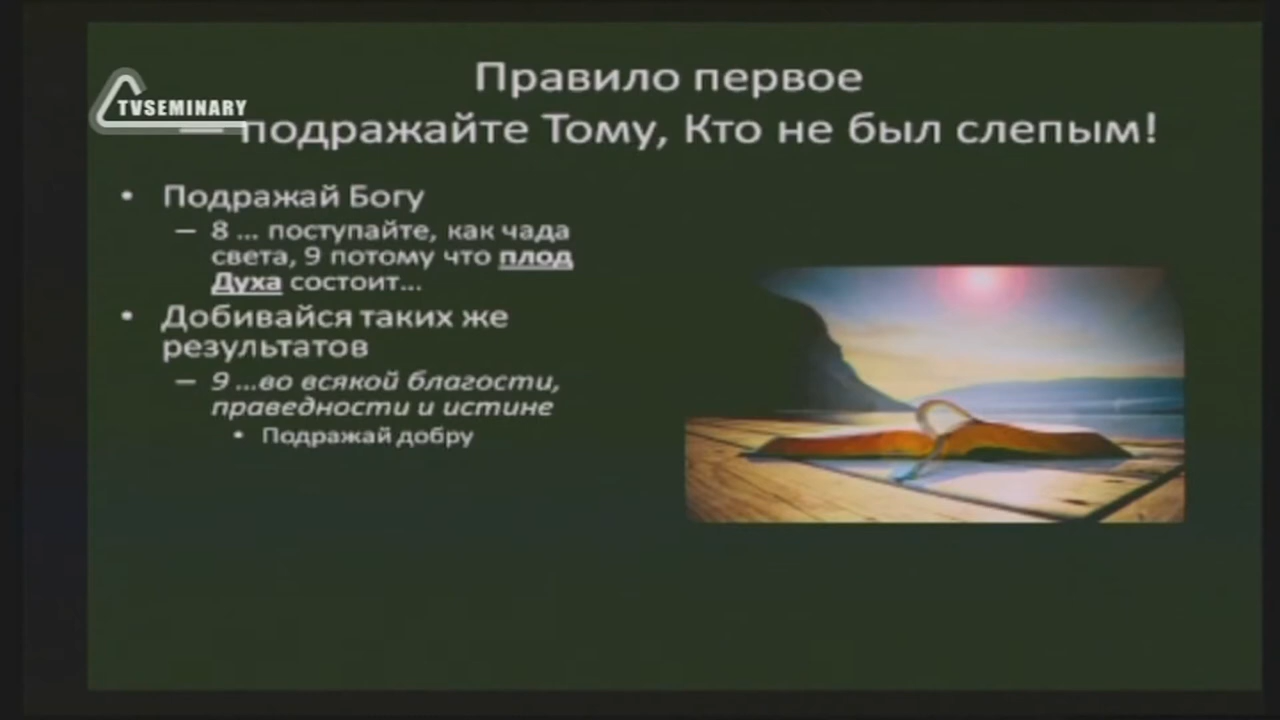 TVSEMINARY
Правило первое
— подражайте Тому, Кто не был слепым!
• Подражай Богу
– 8 ... поступайте, как чада
света, 9 потому что плод
Духа состоит...
• Добивайся таких же
результатов
– 9 ...во всякой благости,
праведности и истине
• Подражай добру